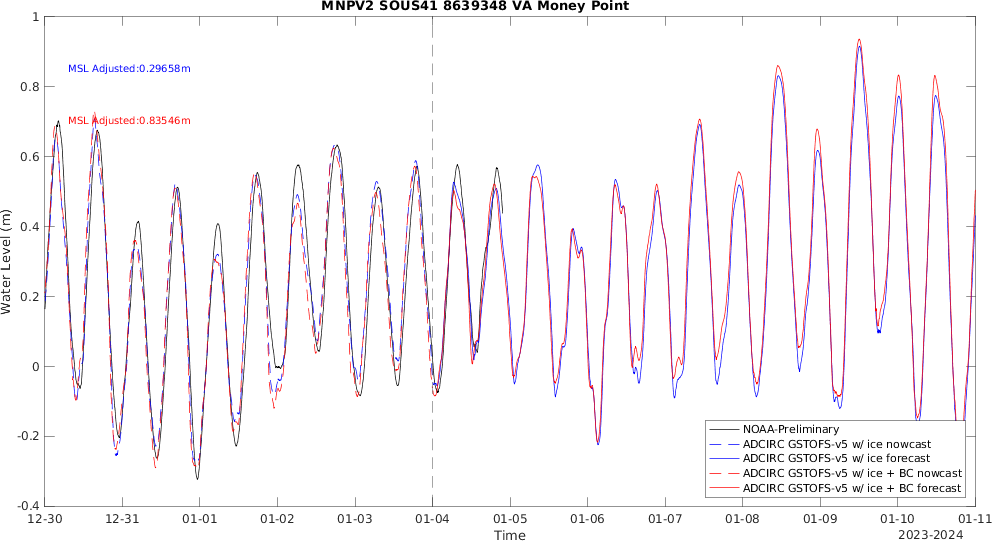 MNPV2 SOUS41 8639348 VA Money Point
1
0.8
0.6
0.4
0.2
0
-0.2
-0.4
Water Level (m)
MSL Adjusted:0.29658m
MSL Adjusted:0.83546m
NOAA-Preliminary
ADCIRC GSTOFS-v5 w/ ice nowcast
ADCIRC GSTOFS-v5 w/ ice forecast
ADCIRC GSTOFS-v5 w/ ice + BC nowcast
ADCIRC GSTOFS-v5 w/ ice + BC forecast
12-30 12-31 01-01 01-02 01-03 01-04 01-05 01-06 01-07 01-08 01-09 01-10 01-11
Time
2023-2024